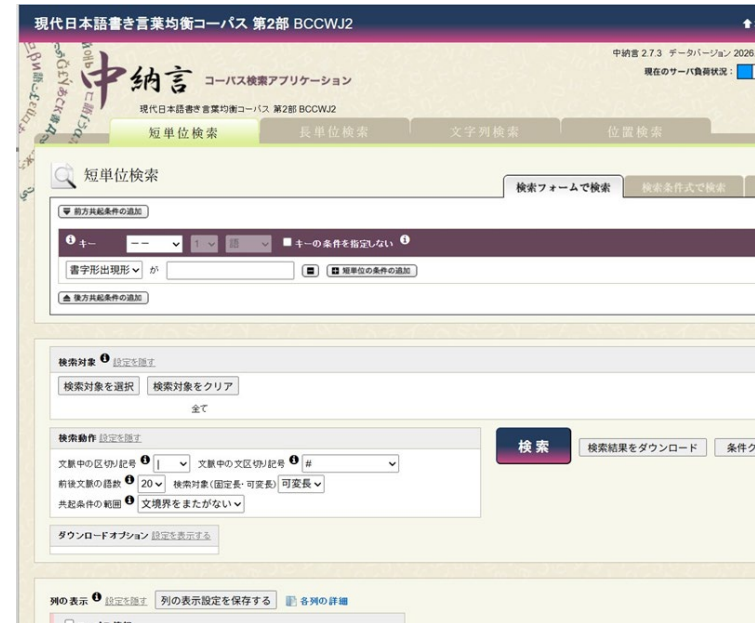 現代日本語書き言葉均衡コーパス 第2部 BCCWJ2
中納言 2.7.3 データバージョン 2026.
現在のサーバ負荷状況：
中納言 コーパス検索アプリケーション
現代日本語書き言葉均衡コーパス 第2部 BCCWJ2
短単位検索 長単位検索 文字列検索 位置検索
短単位検索
検索フォームで検索 検索条件式で検索
前方共起条件の追加
キー -- 1 語 キーの条件を指定しない
書字形出現形 が 短単位の条件の追加
後方共起条件の追加
検索対象 設定を隠す
検索対象を選択 検索対象をクリア
全て
検索動作 設定を隠す
文脈中の区切り記号 | 文脈中の文区切り記号 #
前後文脈の語数 20 検索対象(固定長・可変長) 可変長
共起条件の範囲 文境界をまたがない
検索 検索結果をダウンロード 条件ク
ダウンロードオプション 設定を表示する
列の表示 設定を隠す 列の表示設定を保存する 各列の詳細